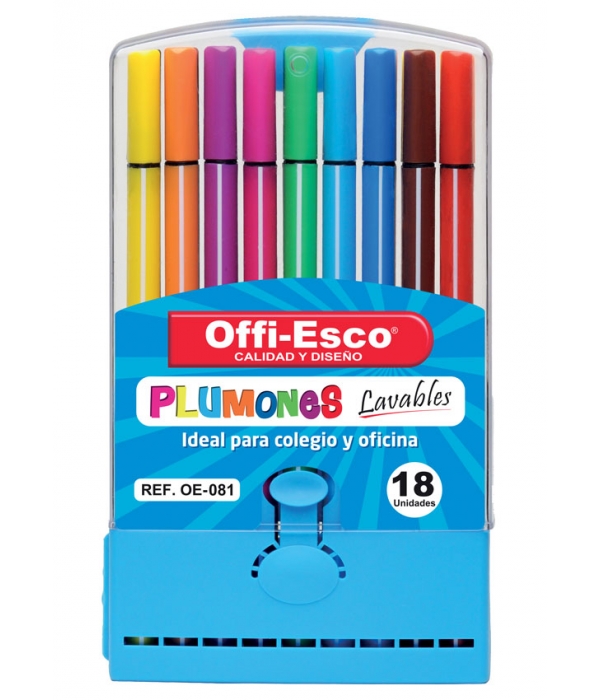 Offi-Esco®
CALIDAD Y DISEÑO
PLUMONES Lavables
Ideal para colegio y oficina
REF. OE-081
18
Unidades